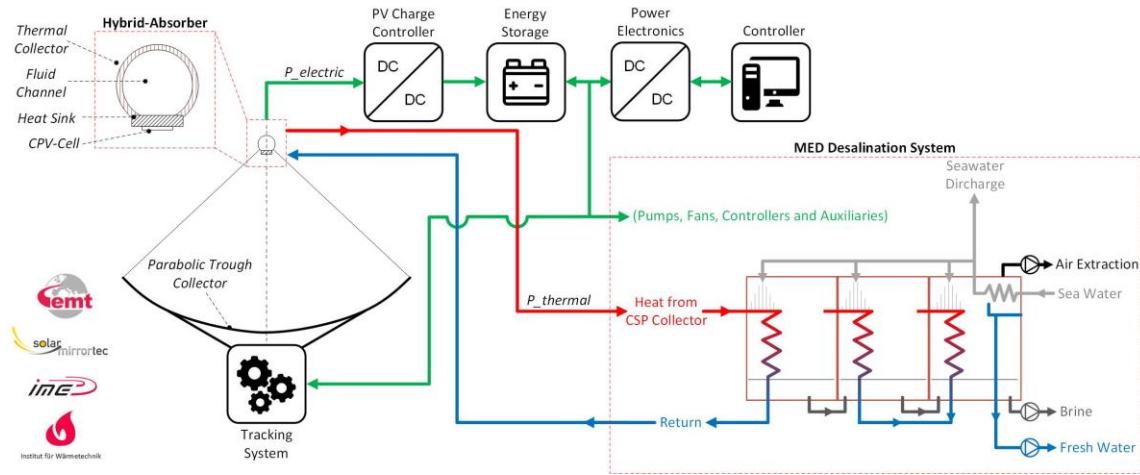 Hybrid-Absorber
Thermal
Collector
Fluid
Channel
Heat Sink
CPV-Cell
P_electric
PV Charge
Controller
DC
DC
Energy
Storage
Power
Electronics
DC
DC
Controller
MED Desalination System
Seawater
Dircharge
(Pumps, Fans, Controllers and Auxiliaries)
Air Extraction
Sea Water
Parabolic Trough
Collector
P_thermal
Heat from
CSP Collector
Return
Brine
Fresh Water
Tracking
System
emt
solar
mirrortec
ime
Institut für Wärmetechnik